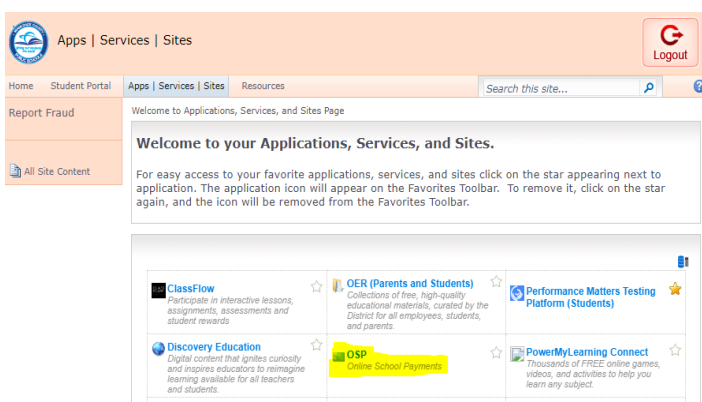 Apps | Services | Sites
Logout
Home Student Portal Apps | Services | Sites Resources
Search this site...
Report Fraud
All Site Content
Welcome to Applications, Services, and Sites Page
Welcome to your Applications, Services, and Sites.
For easy access to your favorite applications, services, and sites click on the star appearing next to
application. The application icon will appear on the Favorites Toolbar. To remove it, click on the star
again, and the icon will be removed from the Favorites Toolbar.
ClassFlow
Participate in interactive lessons,
assignments, assessments and
student rewards
OER (Parents and Students)
Collections of free, high-quality
educational materials, curated by the
District for all employees, students,
and parents.
Performance Matters Testing
Platform (Students)
Discovery Education
Digital content that ignites curiosity
and inspires educators to reimagine
learning available for all teachers
and students.
OSP
Online School Payments
PowerMyLearning Connect
Thousands of FREE online games,
videos, and activities to help you
learn any subject.